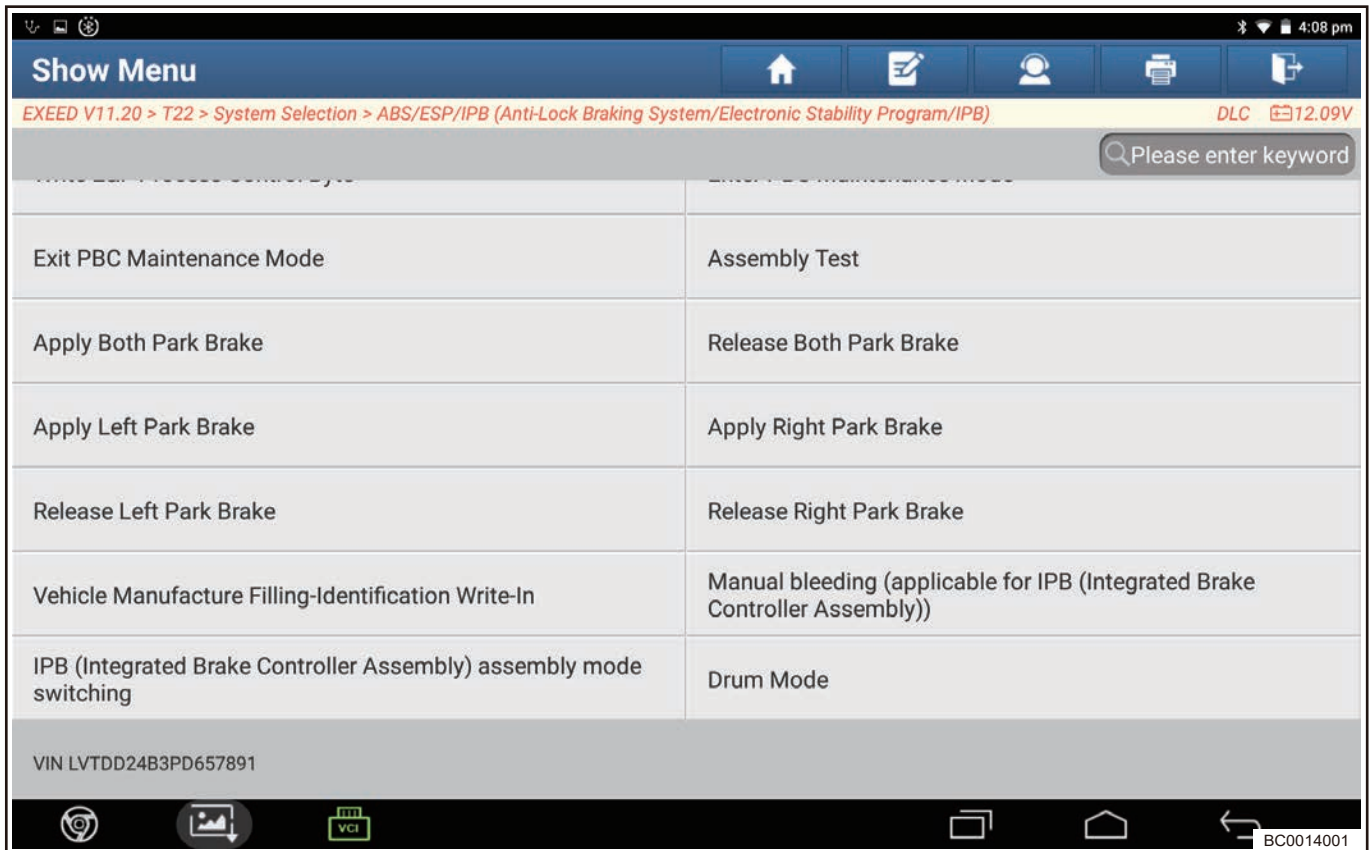 4:08 pm
Show Menu
EXEED V11.20 > T22 > System Selection > ABS/ESP/IPB (Anti-Lock Braking System/Electronic Stability Program/IPB)
DLC 12.09V
Please enter keyword
Exit PBC Maintenance Mode
Assembly Test
Apply Both Park Brake
Release Both Park Brake
Apply Left Park Brake
Apply Right Park Brake
Release Left Park Brake
Release Right Park Brake
Vehicle Manufacture Filling-Identification Write-In
Manual bleeding (applicable for IPB (Integrated Brake
Controller Assembly))
IPB (Integrated Brake Controller Assembly) assembly mode
switching
Drum Mode
VIN LVTDD24B3PD657891
VCI
BC0014001